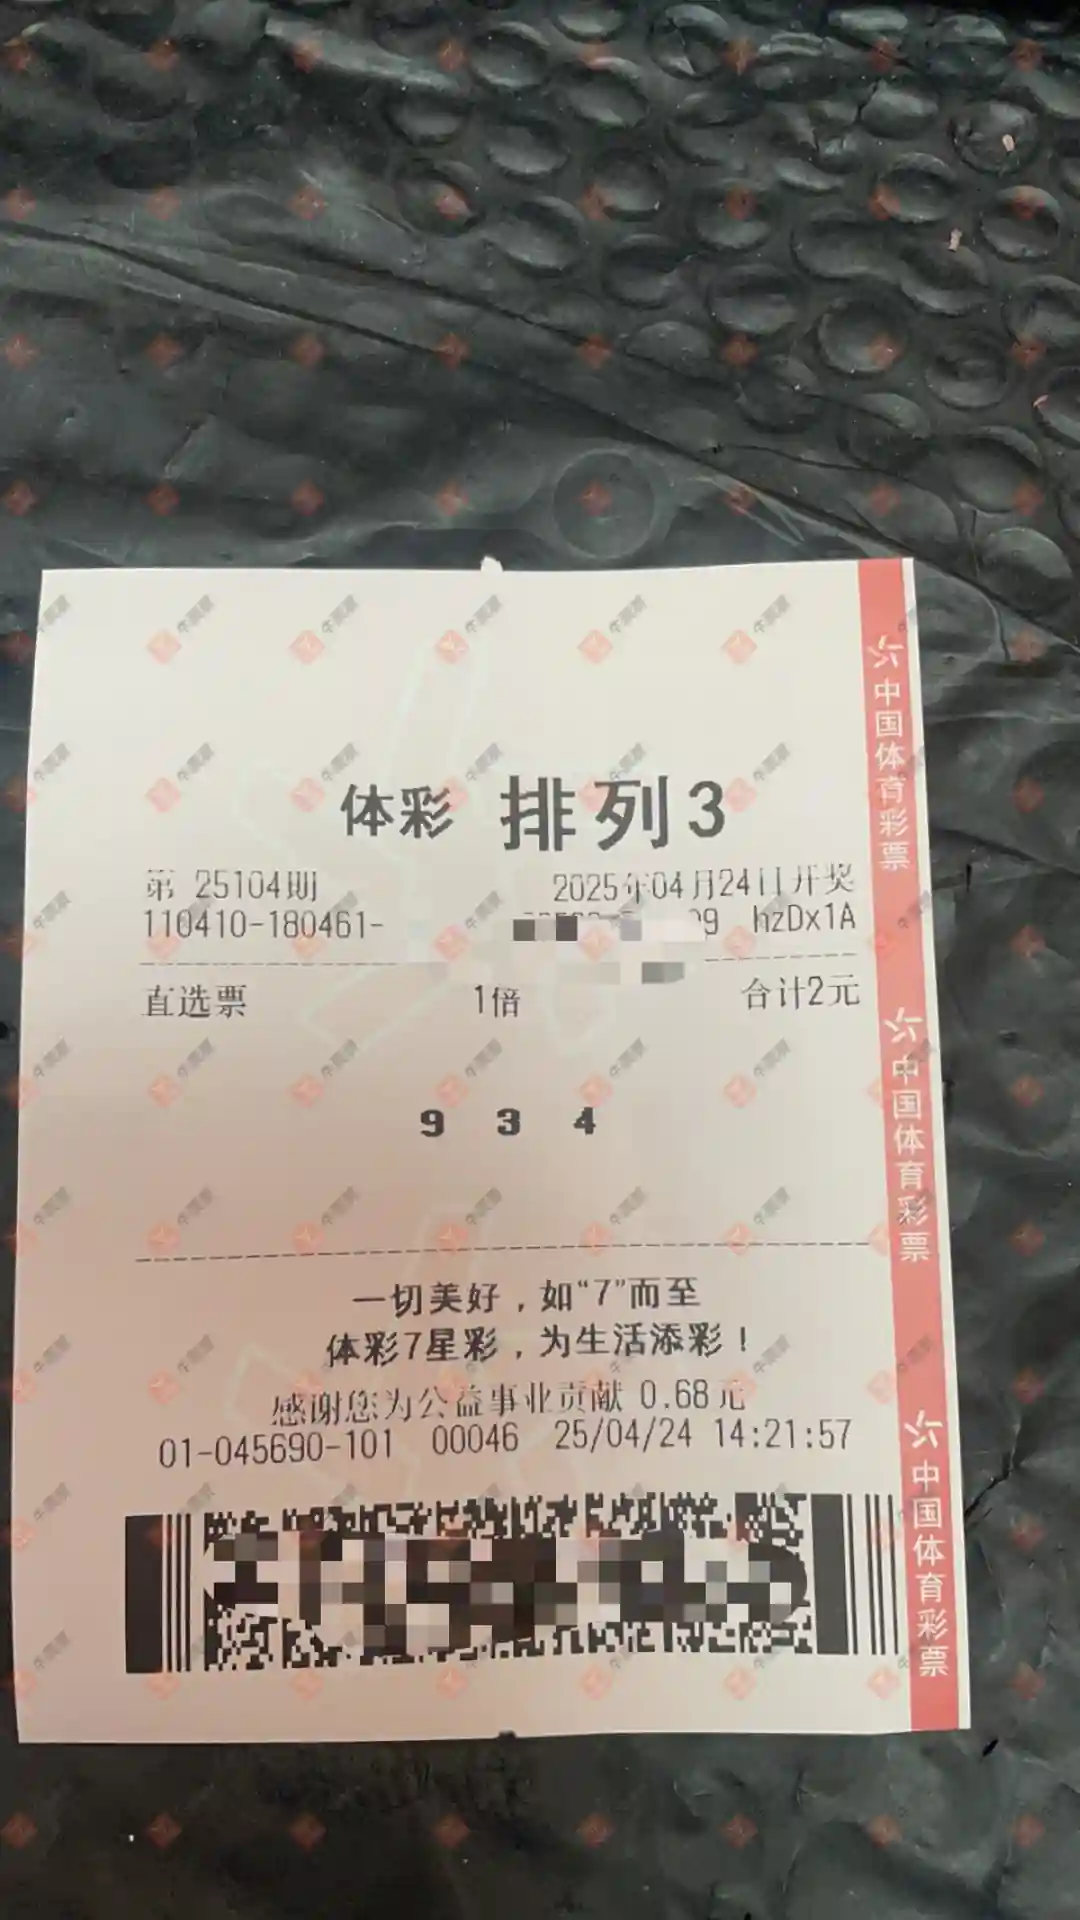 体彩 排列3
第 25104期 2025年04月24日开奖
110410-180461- 09 hzDx1A
直选票 1倍 合计2元
9 3 4
一切美好，如“7”而至
体彩7星彩，为生活添彩！
感谢您为公益事业贡献 0.68元
01-045690-101 00046 25/04/24 14:21:57
中国体育彩票
中国体育彩票
中国体育彩票